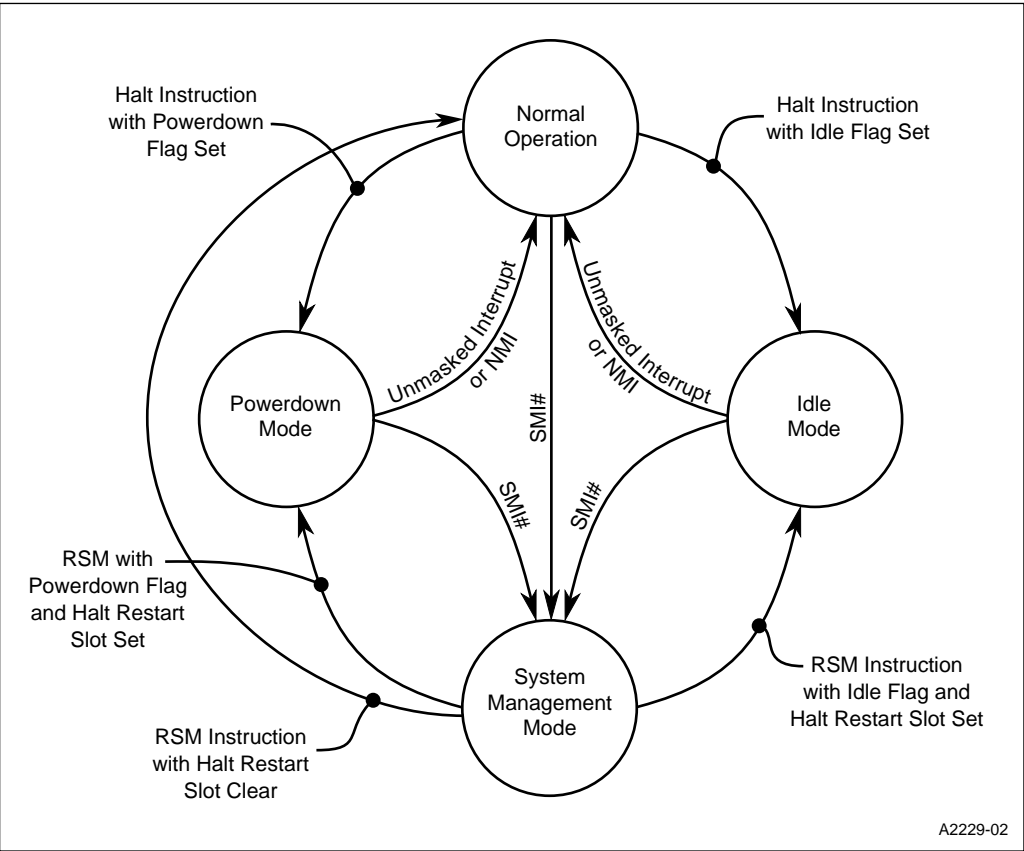 Normal
Operation
Halt Instruction
with Powerdown
Flag Set
Halt Instruction
with Idle Flag Set
Unmasked Interrupt
or NMI
Unmasked Interrupt
or NMI
Powerdown
Mode
SMI#
Idle
Mode
SMI#
SMI#
RSM with
Powerdown Flag
and Halt Restart
Slot Set
System
Management
Mode
RSM Instruction
with Idle Flag and
Halt Restart Slot Set
RSM Instruction
with Halt Restart
Slot Clear
A2229-02